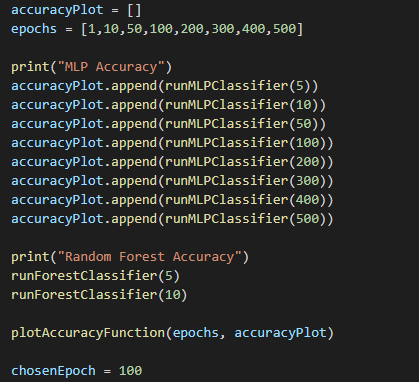 accuracyPlot = []
epochs = [1,10,50,100,200,300,400,500]
print("MLP Accuracy")
accuracyPlot.append(runMLPClassifier(5))
accuracyPlot.append(runMLPClassifier(10))
accuracyPlot.append(runMLPClassifier(50))
accuracyPlot.append(runMLPClassifier(100))
accuracyPlot.append(runMLPClassifier(200))
accuracyPlot.append(runMLPClassifier(300))
accuracyPlot.append(runMLPClassifier(400))
accuracyPlot.append(runMLPClassifier(500))
print("Random Forest Accuracy")
runForestClassifier(5)
runForestClassifier(10)
plotAccuracyFunction(epochs, accuracyPlot)
chosenEpoch = 100